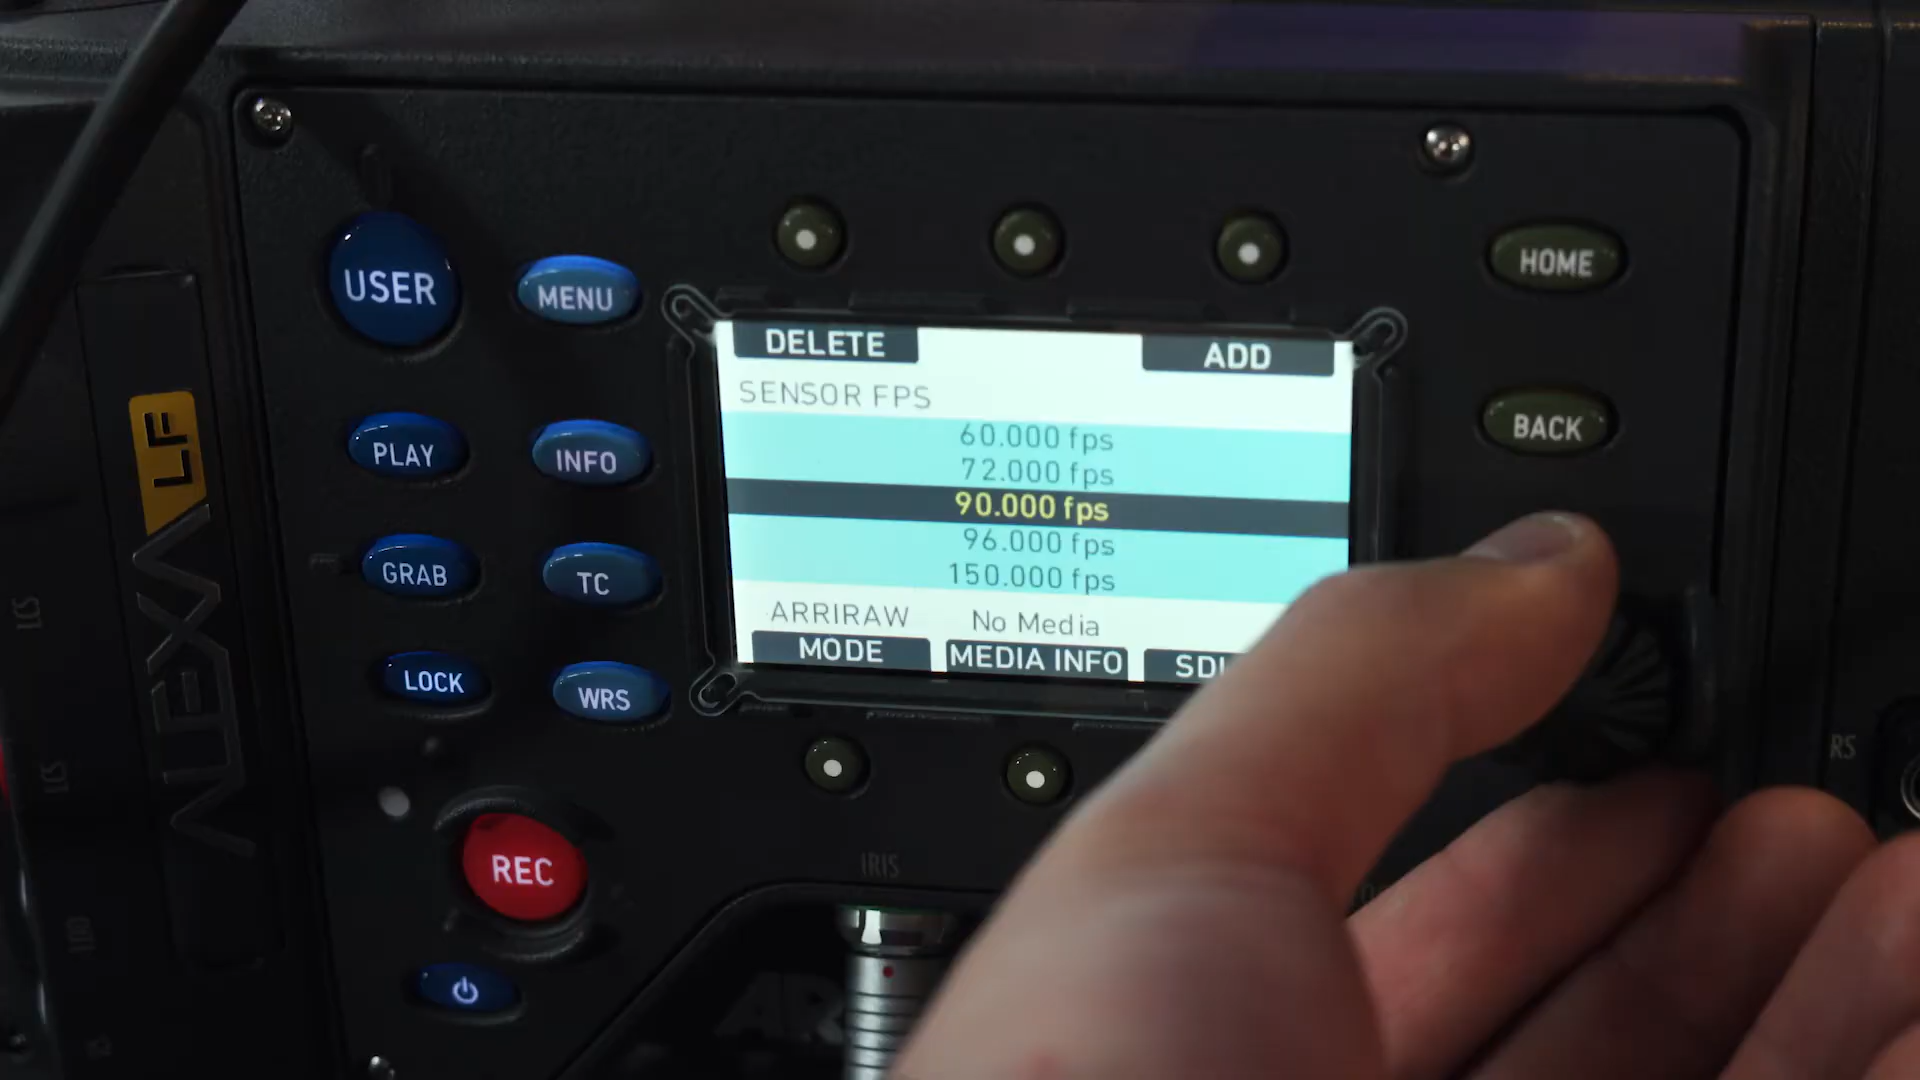 USER
MENU
HOME
DELETE
ADD
SENSOR FPS
60.000 fps
72.000 fps
90.000 fps
96.000 fps
150.000 fps
ARRIRAW No Media
MODE
MEDIA INFO
SDI
BACK
PLAY
INFO
GRAB
TC
LOCK
WRS
REC
IRIS
RS
ALEXA LF
LCS